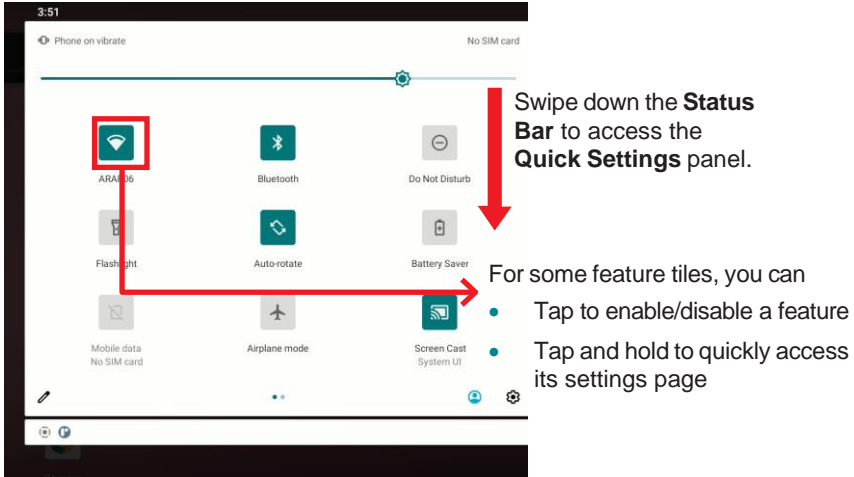 3:51
Phone on vibrate No SIM card
Swipe down the Status
Bar to access the
Quick Settings panel.
Bluetooth Do Not Disturb
Flashlight Auto-rotate Battery Saver
For some feature tiles, you can
• Tap to enable/disable a feature
• Tap and hold to quickly access
its settings page
Mobile data Airplane mode Screen Cast
No SIM card System UI